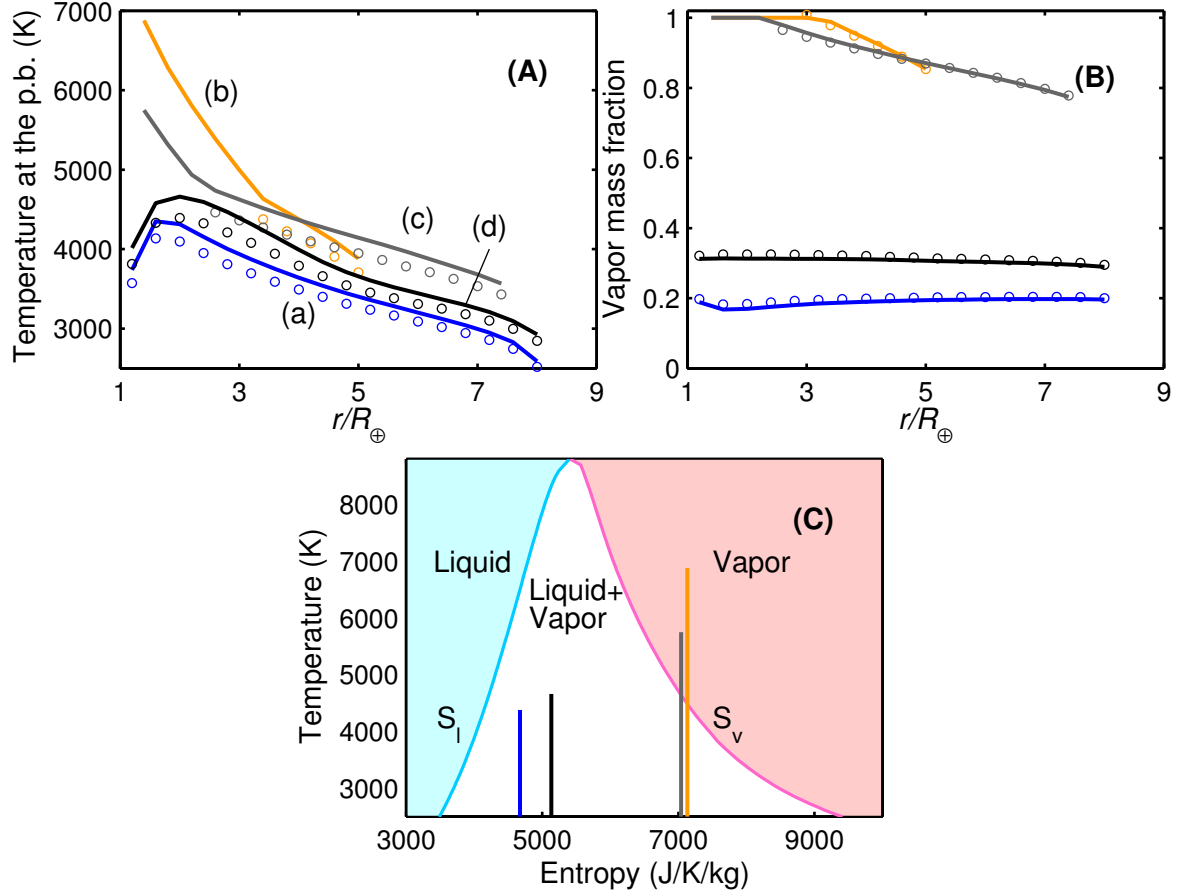 7000
6000
5000
4000
3000
Temperature at the p.b. (K)
(A)
(b)
(c)
(d)
(a)
1
3
5
7
9
r/R⊕
1
0.8
0.6
0.4
0.2
0
Vapor mass fraction
(B)
1
3
5
7
9
r/R⊕
8000
7000
6000
5000
4000
3000
Temperature (K)
(C)
Liquid
Liquid+
Vapor
Vapor
S_l
S_v
3000
5000
7000
9000
Entropy (J/K/kg)